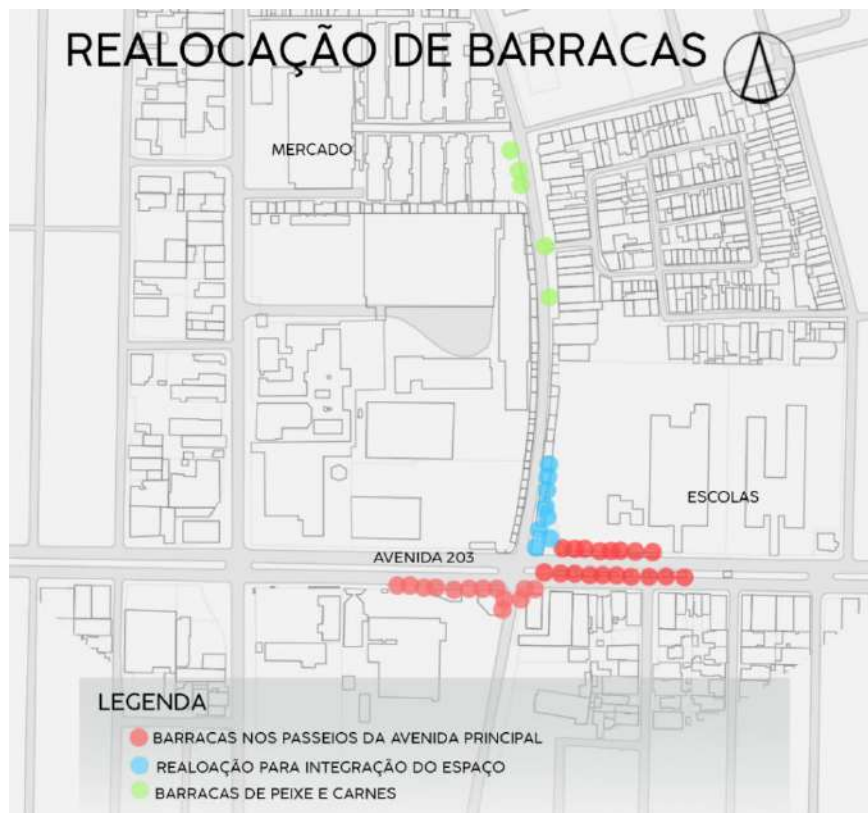 REALOCAÇÃO DE BARRACAS
MERCADO
ESCOLAS
AVENIDA 203
LEGENDA
BARRACAS NOS PASSEIOS DA AVENIDA PRINCIPAL
REALOAÇÃO PARA INTEGRAÇÃO DO ESPAÇO
BARRACAS DE PEIXE E CARNES